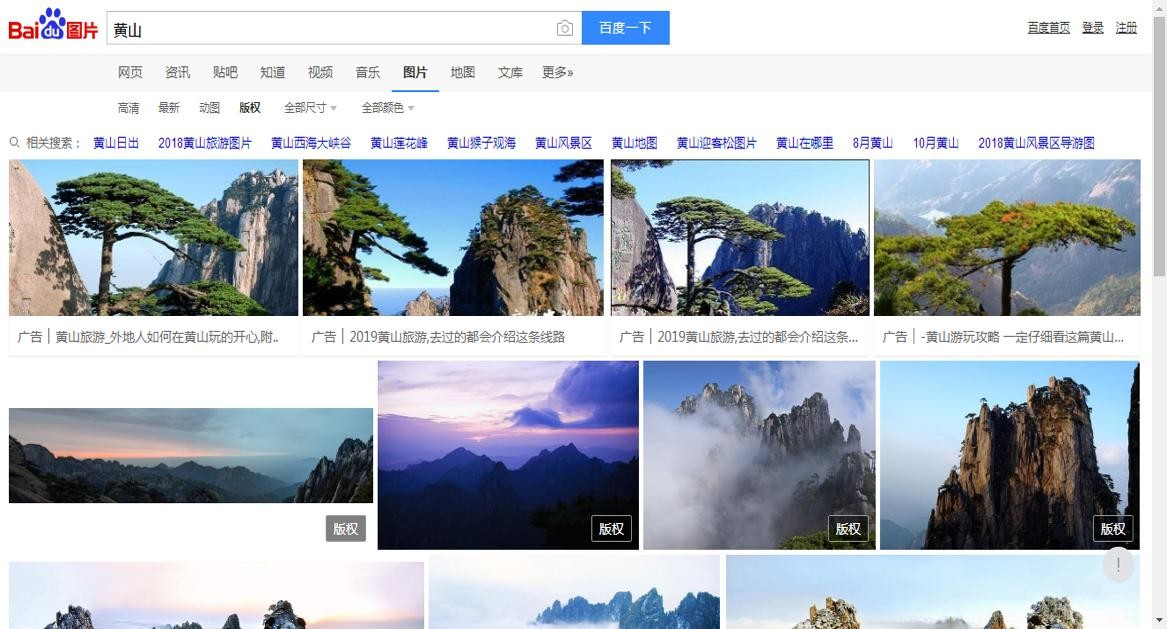 Bai du 图片
黄山
百度一下
百度首页 登录 注册
网页 资讯 贴吧 知道 视频 音乐 图片 地图 文库 更多»
高清 最新 动图 版权 全部尺寸 全部颜色
相关搜索： 黄山日出 2018黄山旅游图片 黄山西海大峡谷 黄山莲花峰 黄山猴子观海 黄山风景区 黄山地图 黄山迎客松图片 黄山在哪里 8月黄山 10月黄山 2018黄山风景区导游图
广告 | 黄山旅游_外地人如何在黄山玩的开心,附..
广告 | 2019黄山旅游,去过的都会介绍这条线路
广告 | 2019黄山旅游,去过的都会介绍这条...
广告 | -黄山游玩攻略 一定仔细看这篇黄山...
版权
版权
版权
版权